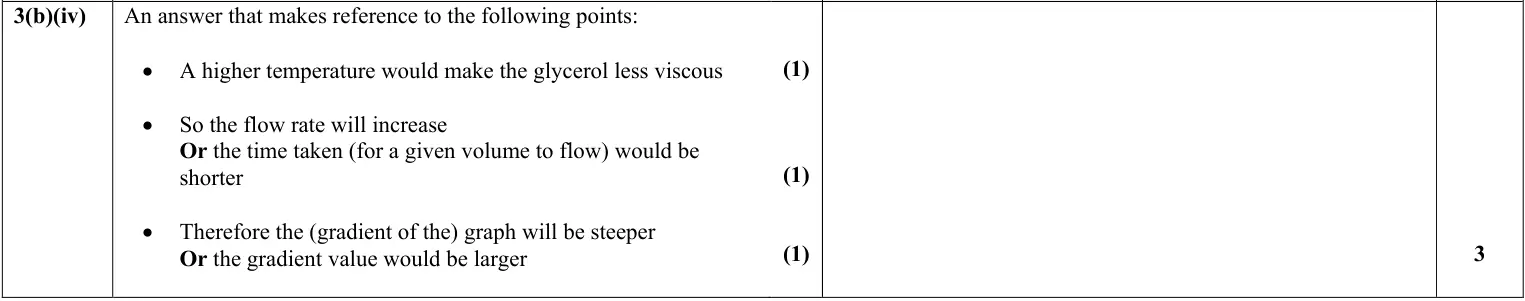 3(b)(iv) An answer that makes reference to the following points:
• A higher temperature would make the glycerol less viscous (1)
• So the flow rate will increase
Or the time taken (for a given volume to flow) would be
shorter (1)
• Therefore the (gradient of the) graph will be steeper
Or the gradient value would be larger (1) 3